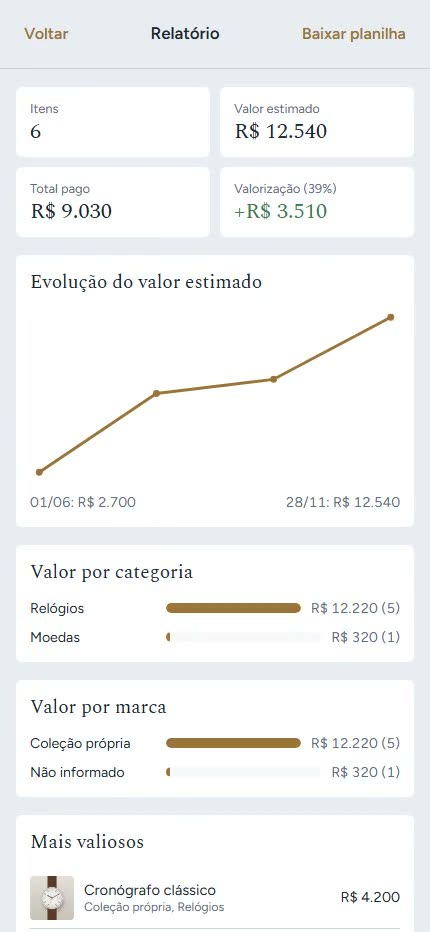 Voltar
Relatório
Baixar planilha
Itens
6
Valor estimado
R$ 12.540
Total pago
R$ 9.030
Valorização (39%)
+R$ 3.510
Evolução do valor estimado
01/06: R$ 2.700
28/11: R$ 12.540
Valor por categoria
Relógios
R$ 12.220 (5)
Moedas
R$ 320 (1)
Valor por marca
Coleção própria
R$ 12.220 (5)
Não informado
R$ 320 (1)
Mais valiosos
Cronógrafo clássico
Coleção própria, Relógios
R$ 4.200